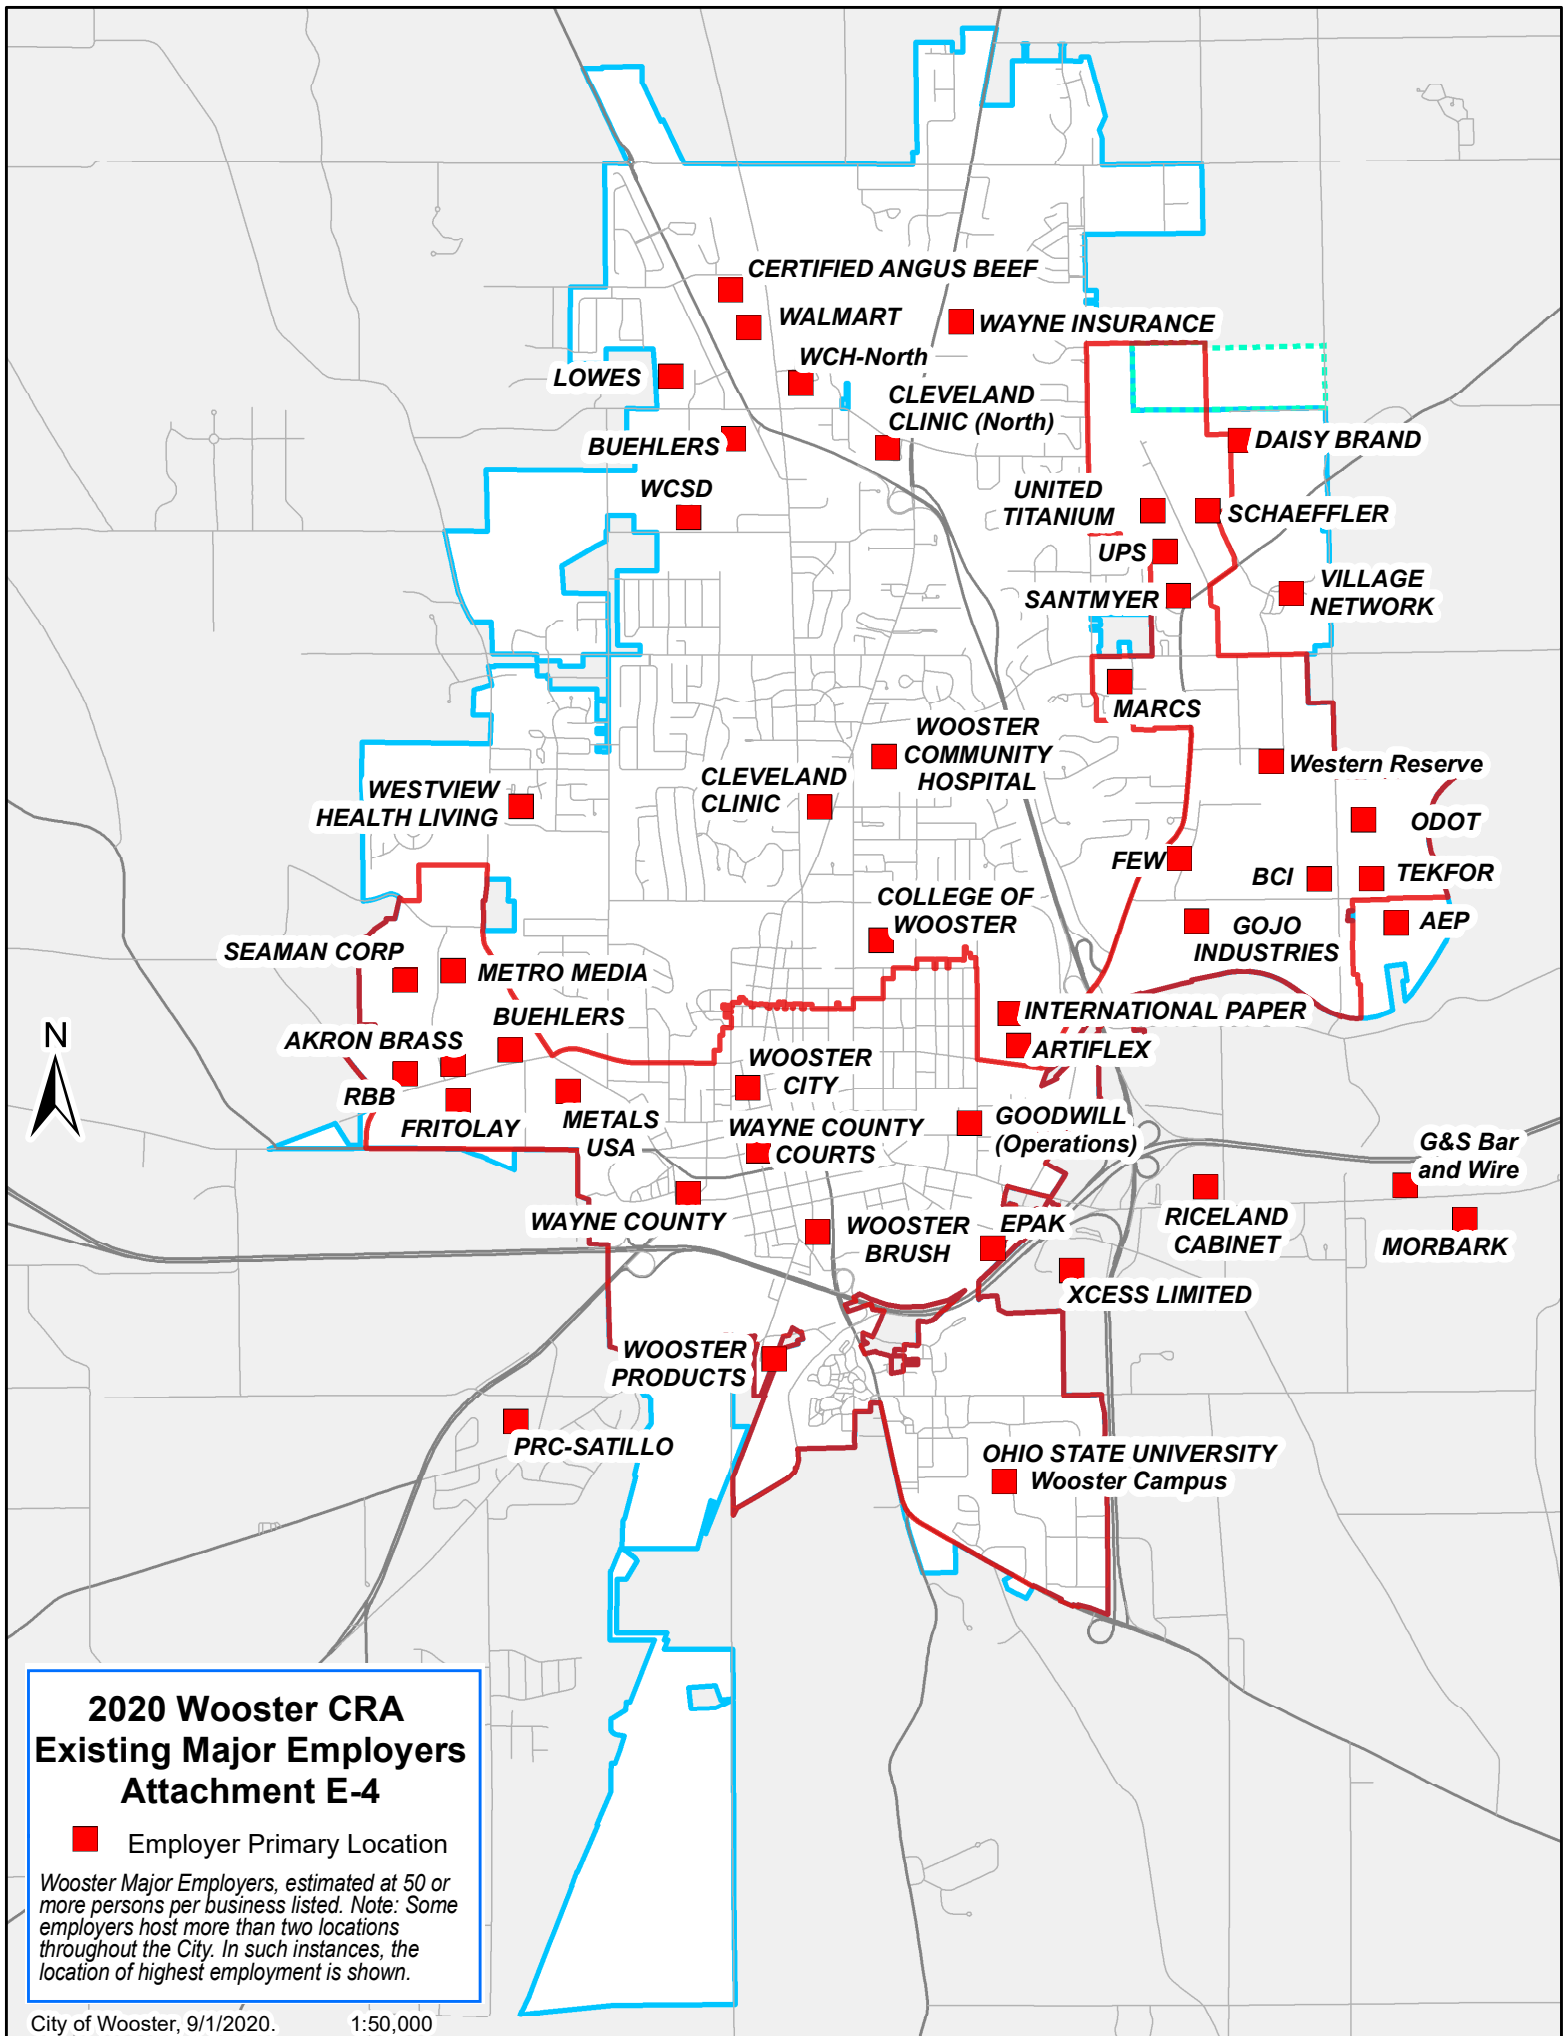 CERTIFIED ANGUS BEEF
WALMART
WAYNE INSURANCE
WCH-North
LOWES
CLEVELAND
CLINIC (North)
BUEHLERS
DAISY BRAND
WCSD
UNITED
TITANIUM
SCHAEFFLER
UPS
VILLAGE
NETWORK
SANTMYER
MARCS
WOOSTER
COMMUNITY
HOSPITAL
Western Reserve
CLEVELAND
CLINIC
WESTVIEW
HEALTH LIVING
ODOT
FEW
BCI
TEKFOR
COLLEGE OF
WOOSTER
AEP
GOJO
INDUSTRIES
SEAMAN CORP
METRO MEDIA
INTERNATIONAL PAPER
BUEHLERS
N
AKRON BRASS
ARTIFLEX
WOOSTER
CITY
RBB
FRITOLAY
METALS
USA
WAYNE COUNTY
COURTS
GOODWILL
(Operations)
G&S Bar
and Wire
WAYNE COUNTY
WOOSTER
BRUSH
EPAK
RICELAND
CABINET
MORBARK
XCESS LIMITED
WOOSTER
PRODUCTS
PRC-SATILLO
OHIO STATE UNIVERSITY
Wooster Campus
2020 Wooster CRA
Existing Major Employers
Attachment E-4
Employer Primary Location
Wooster Major Employers, estimated at 50 or
more persons per business listed. Note: Some
employers host more than two locations
throughout the City. In such instances, the
location of highest employment is shown.
City of Wooster, 9/1/2020. 1:50,000